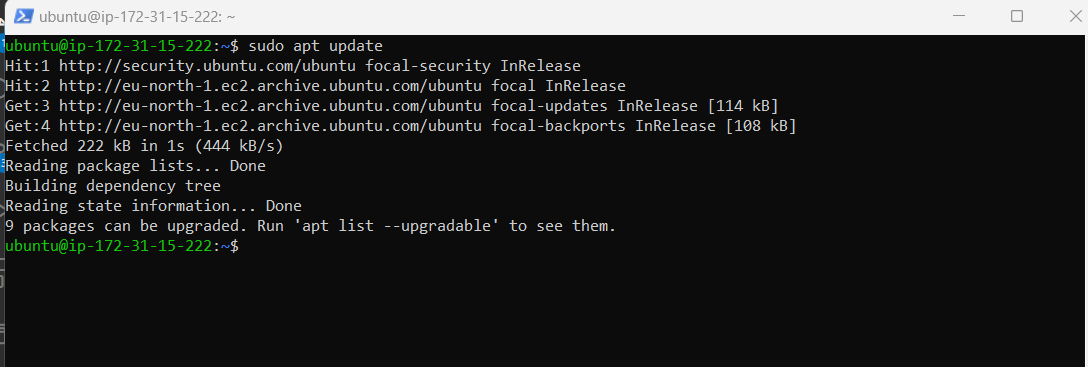 ubuntu@ip-172-31-15-222: ~
ubuntu@ip-172-31-15-222:~$ sudo apt update
Hit:1 http://security.ubuntu.com/ubuntu focal-security InRelease
Hit:2 http://eu-north-1.ec2.archive.ubuntu.com/ubuntu focal InRelease
Get:3 http://eu-north-1.ec2.archive.ubuntu.com/ubuntu focal-updates InRelease [114 kB]
Get:4 http://eu-north-1.ec2.archive.ubuntu.com/ubuntu focal-backports InRelease [108 kB]
Fetched 222 kB in 1s (444 kB/s)
Reading package lists... Done
Building dependency tree
Reading state information... Done
9 packages can be upgraded. Run 'apt list --upgradable' to see them.
ubuntu@ip-172-31-15-222:~$